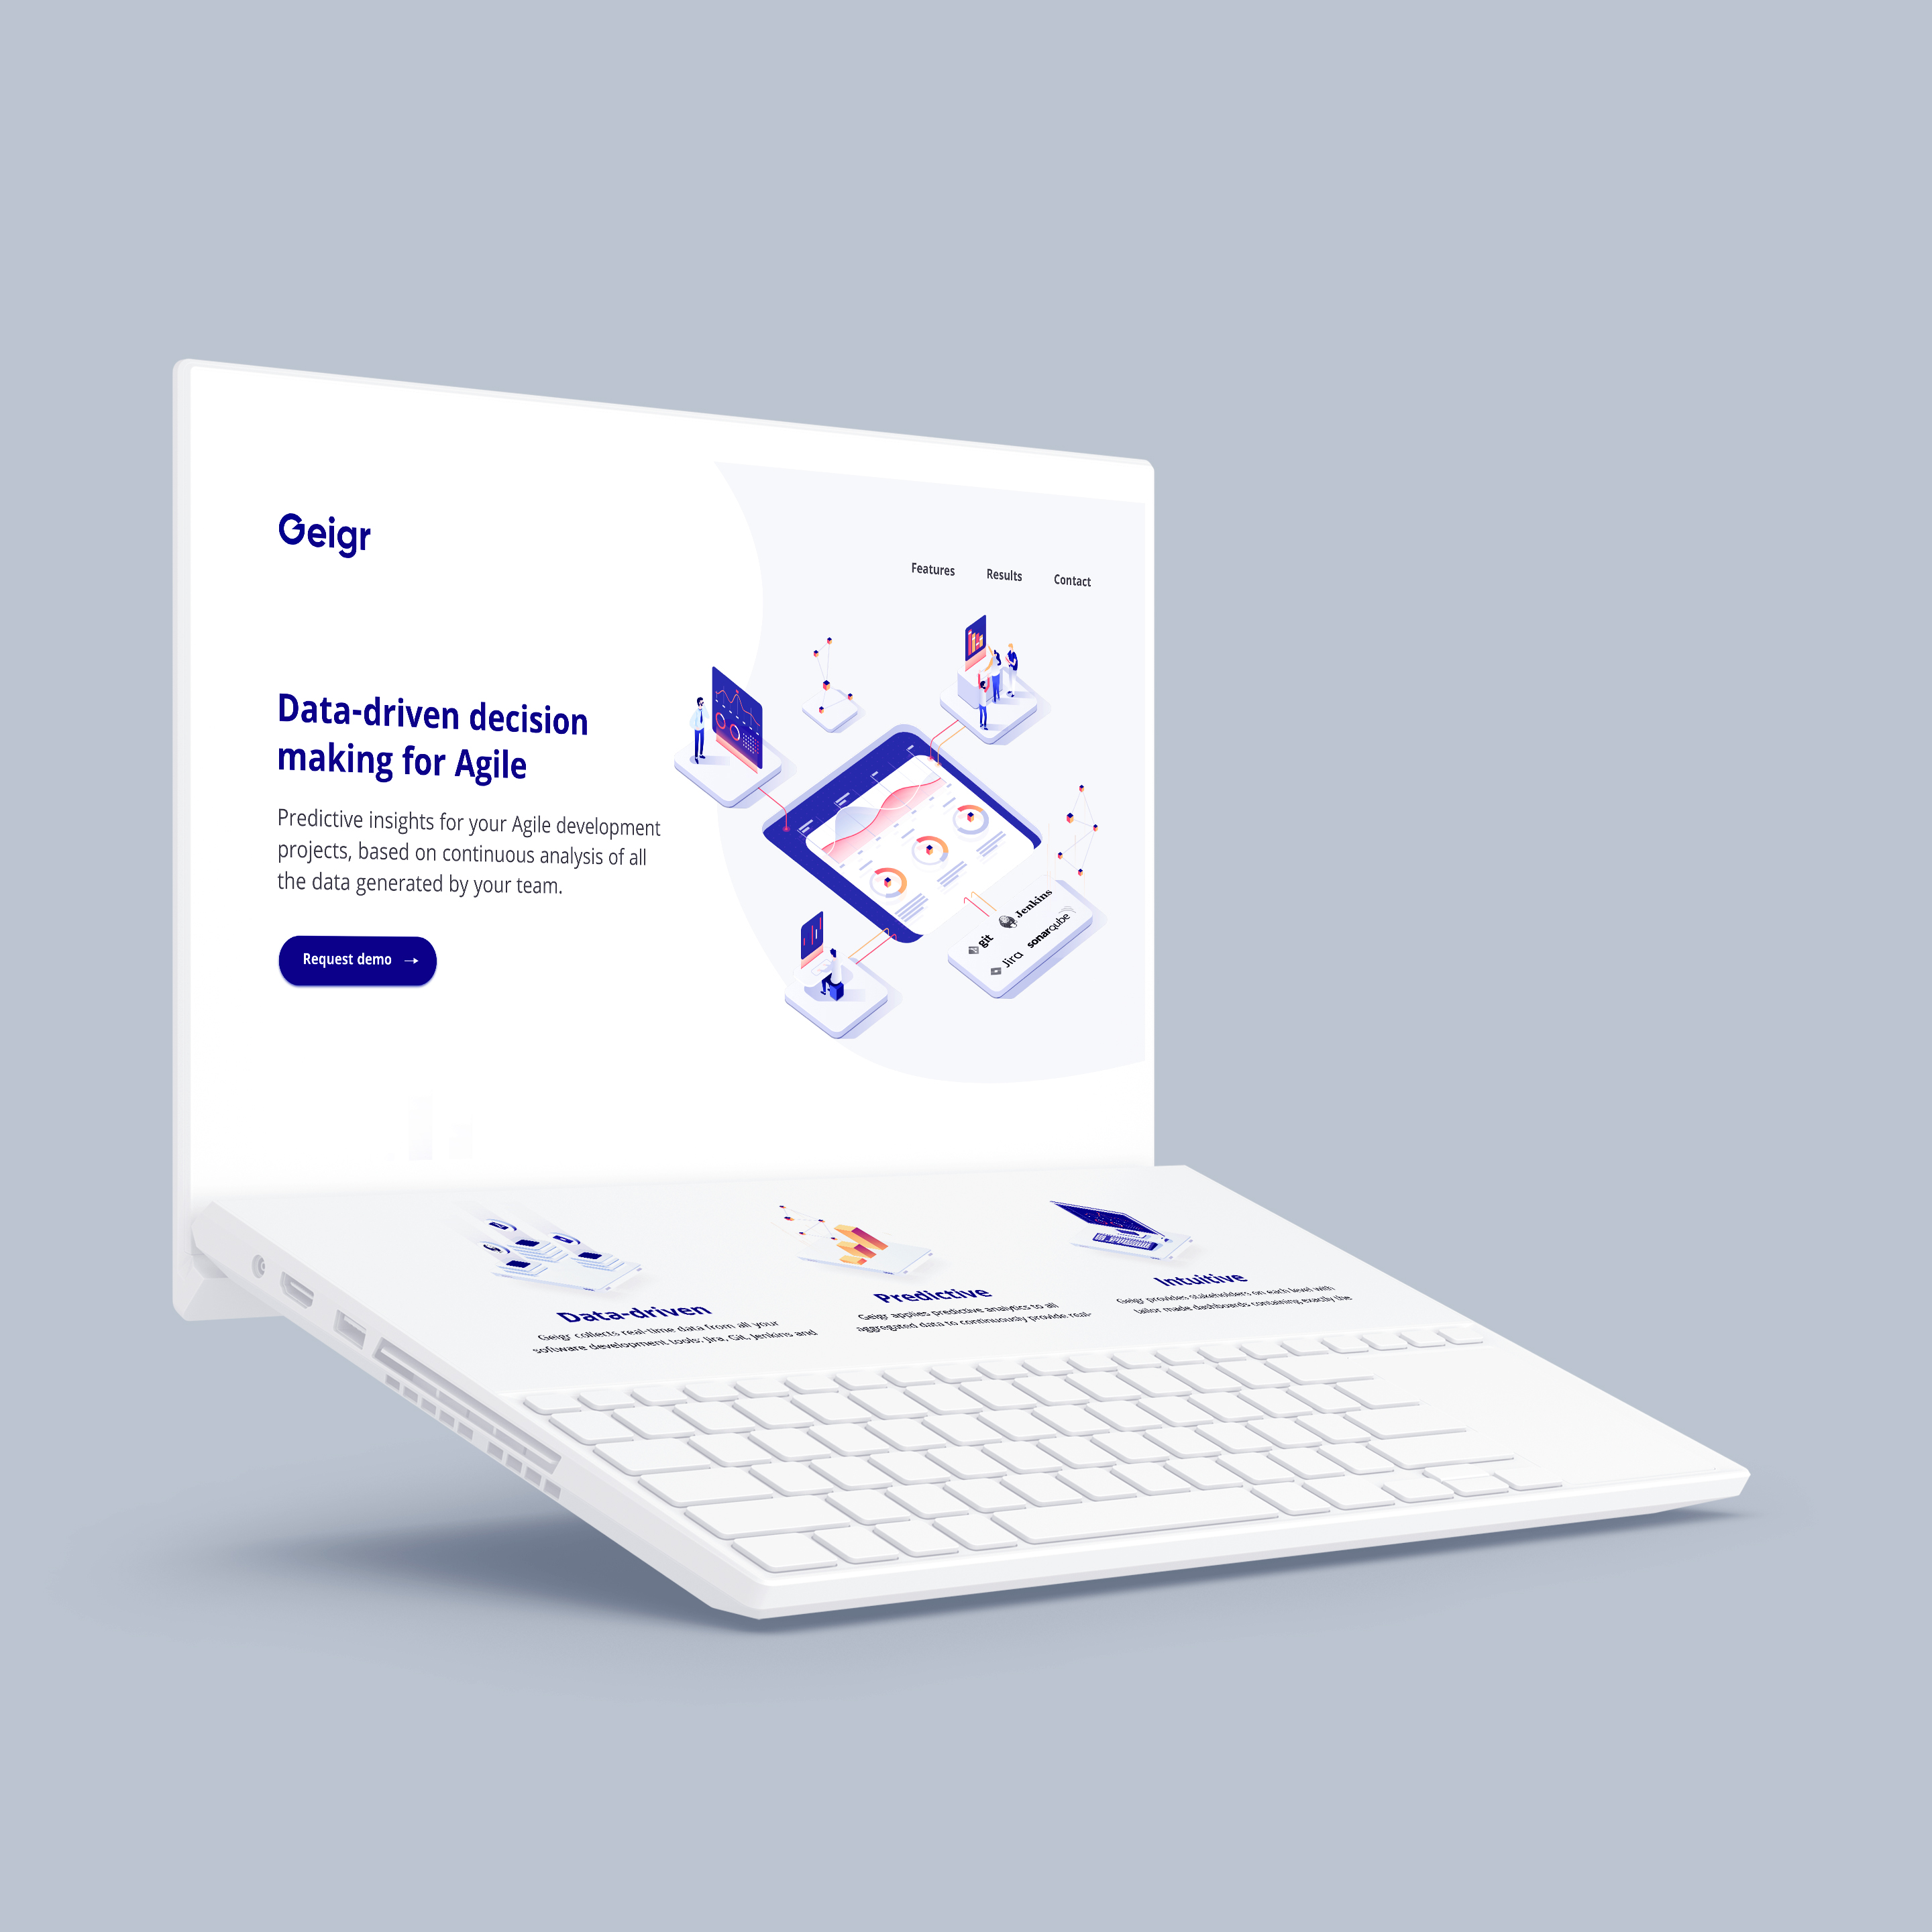 Geigr
Features Results Contact
Data-driven decision
making for Agile
Predictive insights for your Agile development
projects, based on continuous analysis of all
the data generated by your team.
Request demo →
git Jenkins
Jira sonarqube
Data-driven
Geigr collects real-time data from all your
software development tools: Jira, Git, Jenkins and
Predictive
Geigr applies predictive analytics to all
aggregated data to continuously provide real-
Intuitive
Geigr provides stakeholders on each level with
tailor made dashboards containing exactly the